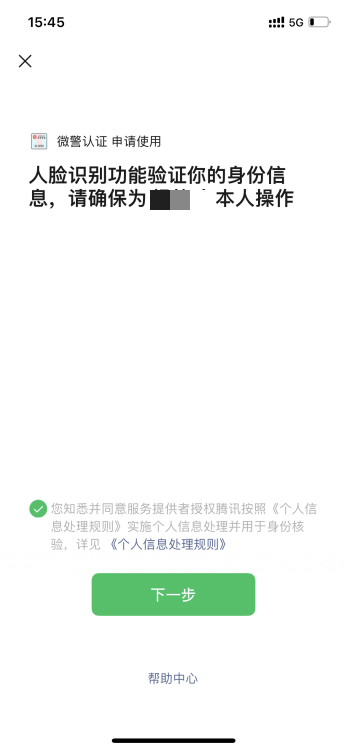 15:45
5G
微警认证 申请使用
人脸识别功能验证你的身份信
息，请确保为 本人操作
您知悉并同意服务提供者授权腾讯按照《个人信
息处理规则》实施个人信息处理并用于身份核
验，详见《个人信息处理规则》
下一步
帮助中心